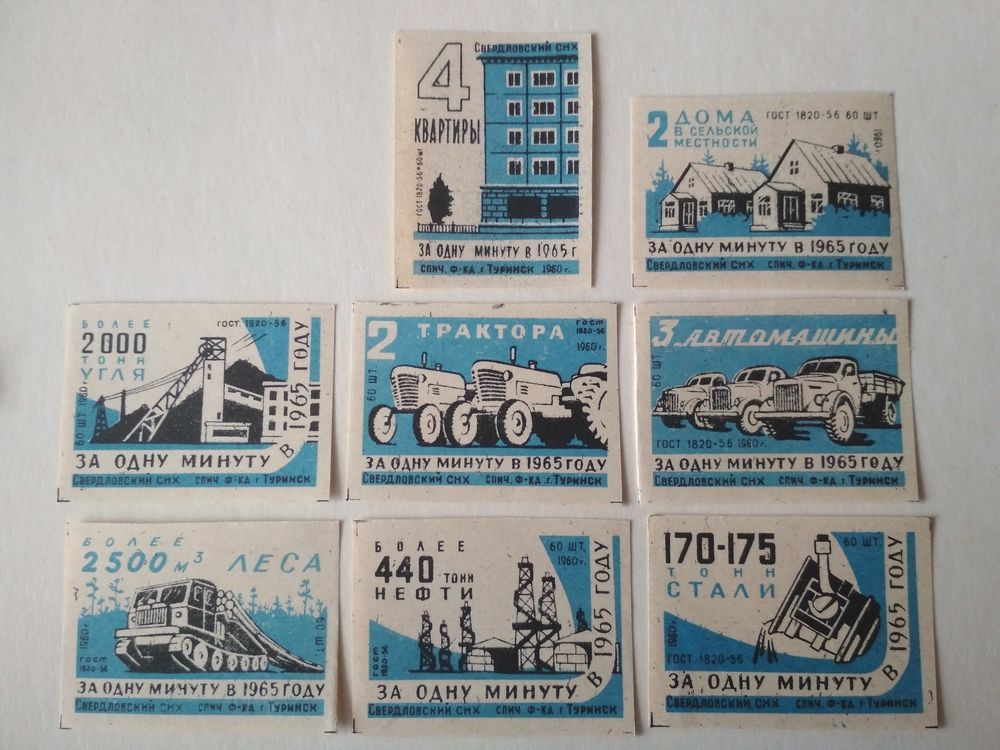 СВЕРДЛОВСКИЙ СНХ
4
КВАРТИРЫ
ГОСТ 1820-56 • 60 ШТ
ЗА ОДНУ МИНУТУ В 1965 г
СПИЧ. Ф-КА .г ТУРИНСК 1960 г.
2 ДОМА
В СЕЛЬСКОЙ
МЕСТНОСТИ
ГОСТ 1820-56 60 ШТ
1960г
ЗА ОДНУ МИНУТУ В 1965 ГОДУ
СВЕРДЛОВСКИЙ СНХ СПИЧ. Ф-КА г. ТУРИНСК
БОЛЕЕ
2000
ТОНН
УГЛЯ
ГОСТ. 1820-56
60 ШТ 1960г.
ЗА ОДНУ МИНУТУ В 1965 ГОДУ
СВЕРДЛОВСКИЙ СНХ СПИЧ Ф-КА г. ТУРИНСК
2 ТРАКТОРА
ГОСТ
1820-56
1960 г.
60 ШТ.
ЗА ОДНУ МИНУТУ В 1965 ГОДУ
СВЕРДЛОВСКИЙ СНХ СПИЧ Ф-КА г. ТУРИНСК
3 АВТОМАШИНЫ
60 ШТ.
ГОСТ 1820-56 1960г.
ЗА ОДНУ МИНУТУ В 1965 ГОДУ
СВЕРДЛОВСКИЙ СНХ СПИЧ Ф-КА .г ТУРИНСК
БОЛЕЕ
2500 м³ ЛЕСА
1960г.
ГОСТ
1820-56
60 ШТ.
ЗА ОДНУ МИНУТУ В 1965 ГОДУ
СВЕРДЛОВСКИЙ СНХ СПИЧ Ф-КА г ТУРИНСК
БОЛЕЕ
440 ТОНН
НЕФТИ
60 ШТ.
1960г.
ГОСТ
1820-56
ЗА ОДНУ МИНУТУ В 1965 ГОДУ
СВЕРДЛОВСКИЙ СНХ СПИЧ Ф-КА г ТУРИНСК
170-175
ТОНН
СТАЛИ
60 ШТ.
1960г.
ГОСТ. 1820-56
ЗА ОДНУ МИНУТУ В 1965 ГОДУ
СВЕРДЛОВСКИЙ СНХ СПИЧ Ф-КА г. ТУРИНСК